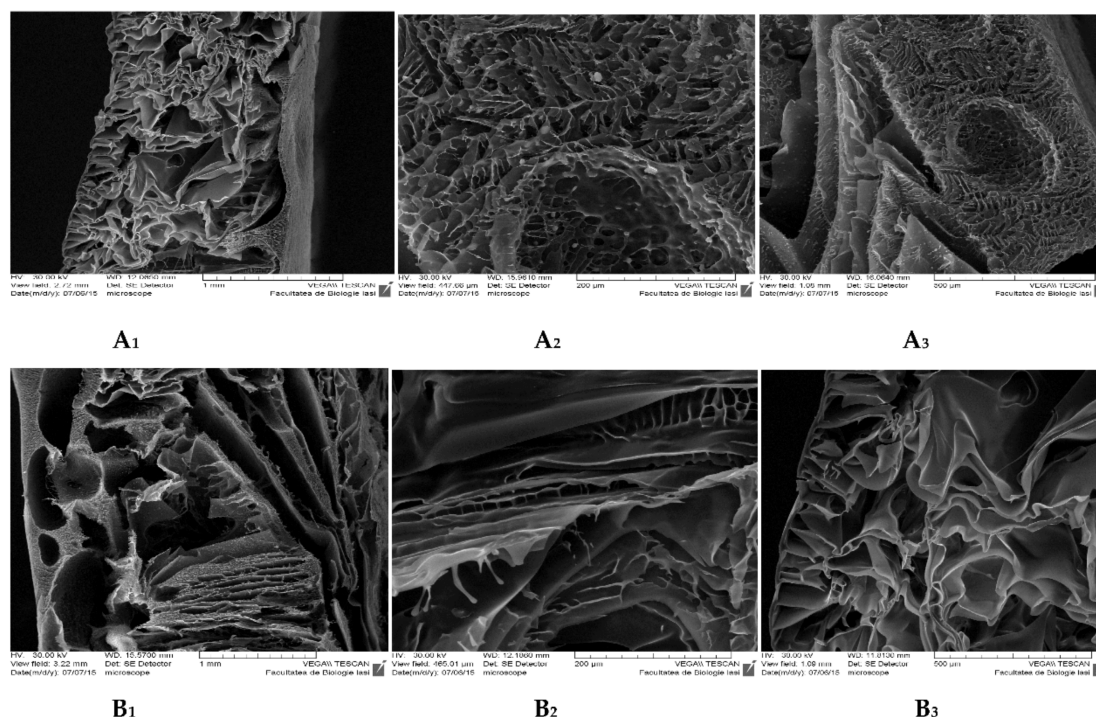 HV: 30.00 kV WD: 12.0850 mm
View field: 2.72 mm Det: SE Detector 1 mm VEGA\\ TESCAN
Date(m/d/y): 07/06/15 microscope Facultatea de Biologie Iasi
HV: 30.00 kV WD: 15.9610 mm
View field: 447.68 µm Det: SE Detector 200 µm VEGA\\ TESCAN
Date(m/d/y): 07/07/15 microscope Facultatea de Biologie Iasi
HV: 30.00 kV WD: 16.0640 mm
View field: 1.08 mm Det: SE Detector 500 µm VEGA\\ TESCAN
Date(m/d/y): 07/07/15 microscope Facultatea de Biologie Iasi
A1 A2 A3
HV: 30.00 kV WD: 15.5700 mm
View field: 3.22 mm Det: SE Detector 1 mm VEGA\\ TESCAN
Date(m/d/y): 07/07/15 microscope Facultatea de Biologie Iasi
HV: 30.00 kV WD: 12.1880 mm
View field: 465.01 µm Det: SE Detector 200 µm VEGA\\ TESCAN
Date(m/d/y): 07/06/15 microscope Facultatea de Biologie Iasi
HV: 30.00 kV WD: 11.8130 mm
View field: 1.09 mm Det: SE Detector 500 µm VEGA\\ TESCAN
Date(m/d/y): 07/06/15 microscope Facultatea de Biologie Iasi
B1 B2 B3